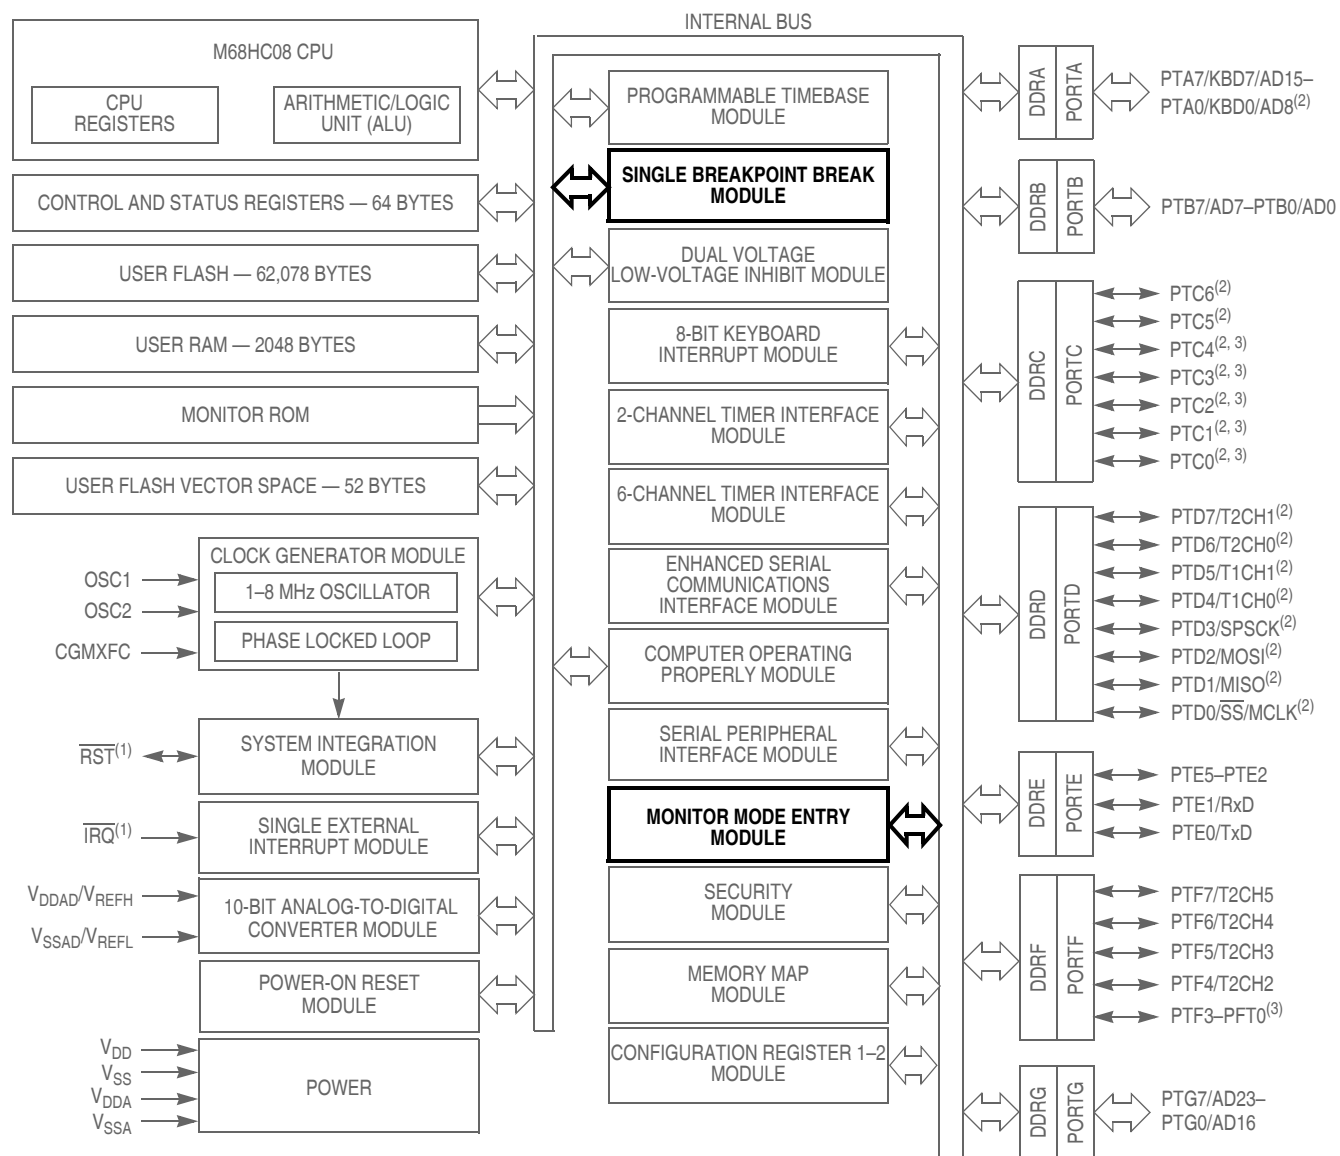 INTERNAL BUS
M68HC08 CPU
CPU
REGISTERS
ARITHMETIC/LOGIC
UNIT (ALU)
CONTROL AND STATUS REGISTERS — 64 BYTES
USER FLASH — 62,078 BYTES
USER RAM — 2048 BYTES
MONITOR ROM
USER FLASH VECTOR SPACE — 52 BYTES
CLOCK GENERATOR MODULE
1–8 MHz OSCILLATOR
PHASE LOCKED LOOP
OSC1
OSC2
CGMXFC
SYSTEM INTEGRATION
MODULE
RST(1)
SINGLE EXTERNAL
INTERRUPT MODULE
IRQ(1)
10-BIT ANALOG-TO-DIGITAL
CONVERTER MODULE
VDDAD/VREFH
VSSAD/VREFL
POWER-ON RESET
MODULE
POWER
VDD
VSS
VDDA
VSSA
PROGRAMMABLE TIMEBASE
MODULE
SINGLE BREAKPOINT BREAK
MODULE
DUAL VOLTAGE
LOW-VOLTAGE INHIBIT MODULE
8-BIT KEYBOARD
INTERRUPT MODULE
2-CHANNEL TIMER INTERFACE
MODULE
6-CHANNEL TIMER INTERFACE
MODULE
ENHANCED SERIAL
COMMUNICATIONS
INTERFACE MODULE
COMPUTER OPERATING
PROPERLY MODULE
SERIAL PERIPHERAL
INTERFACE MODULE
MONITOR MODE ENTRY
MODULE
SECURITY
MODULE
MEMORY MAP
MODULE
CONFIGURATION REGISTER 1–2
MODULE
DDRA
PORTA
PTA7/KBD7/AD15–
PTA0/KBD0/AD8(2)
DDRB
PORTB
PTB7/AD7–PTB0/AD0
DDRC
PORTC
PTC6(2)
PTC5(2)
PTC4(2, 3)
PTC3(2, 3)
PTC2(2, 3)
PTC1(2, 3)
PTC0(2, 3)
DDRD
PORTD
PTD7/T2CH1(2)
PTD6/T2CH0(2)
PTD5/T1CH1(2)
PTD4/T1CH0(2)
PTD3/SPSCK(2)
PTD2/MOSI(2)
PTD1/MISO(2)
PTD0/SS/MCLK(2)
DDRE
PORTE
PTE5–PTE2
PTE1/RxD
PTE0/TxD
DDRF
PORTF
PTF7/T2CH5
PTF6/T2CH4
PTF5/T2CH3
PTF4/T2CH2
PTF3–PFT0(3)
DDRG
PORTG
PTG7/AD23–
PTG0/AD16